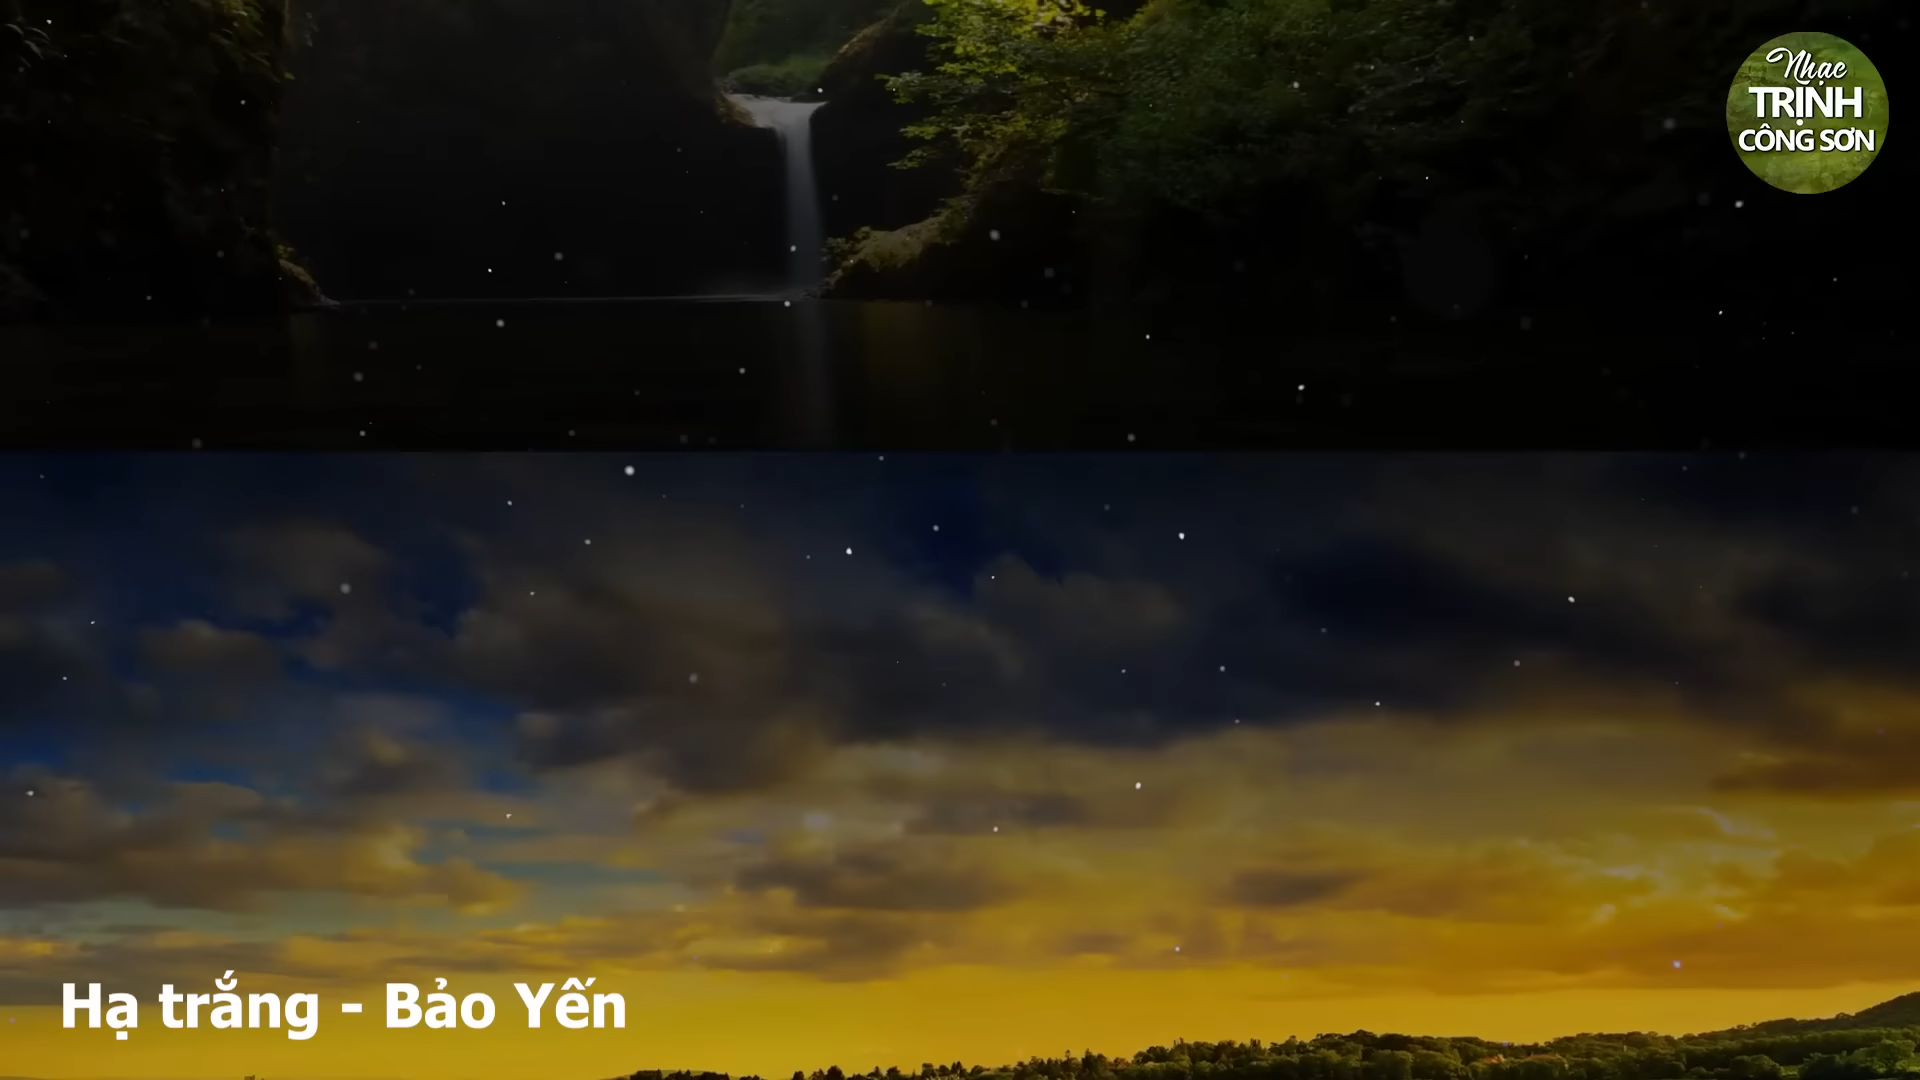 Nhạc
TRỊNH
CÔNG SƠN
Hạ trắng - Bảo Yến